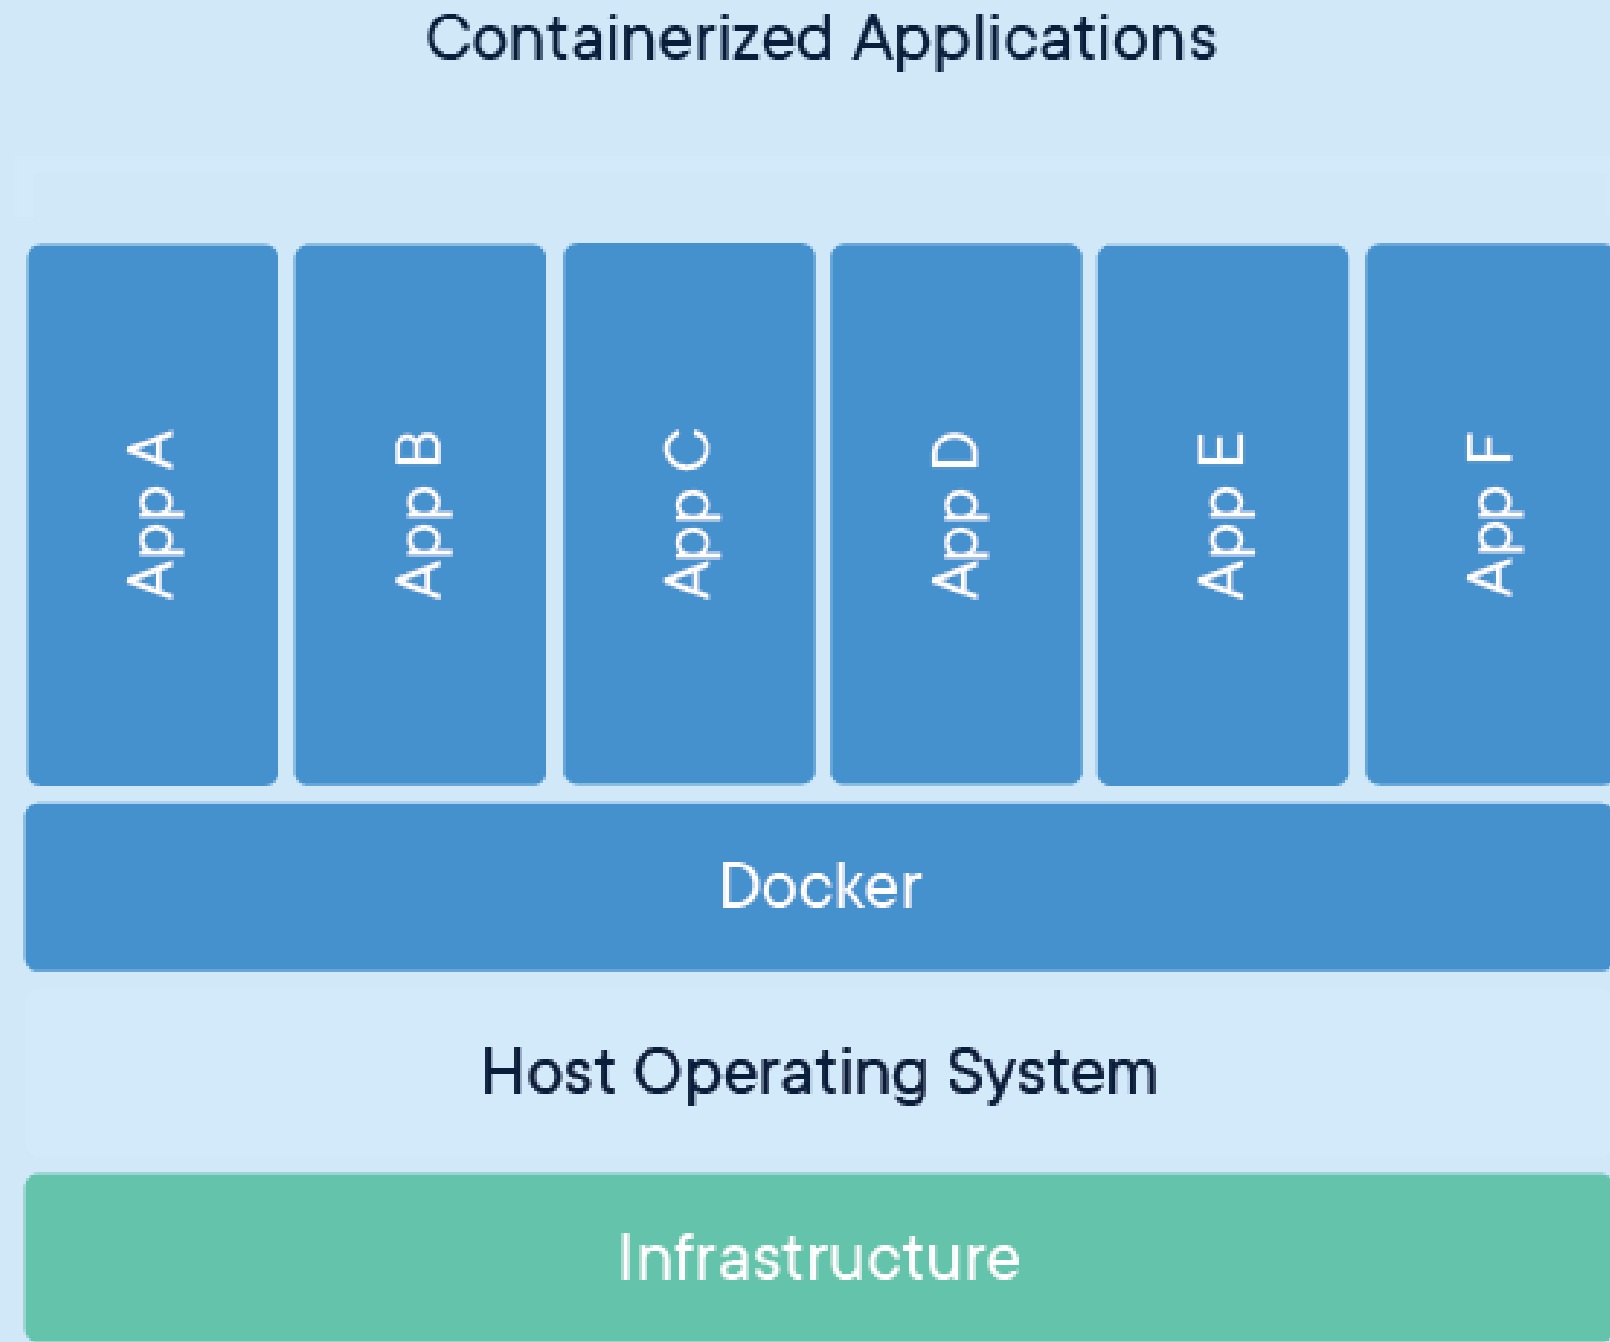 Containerized Applications
App A
App B
App C
App D
App E
App F
Docker
Host Operating System
Infrastructure